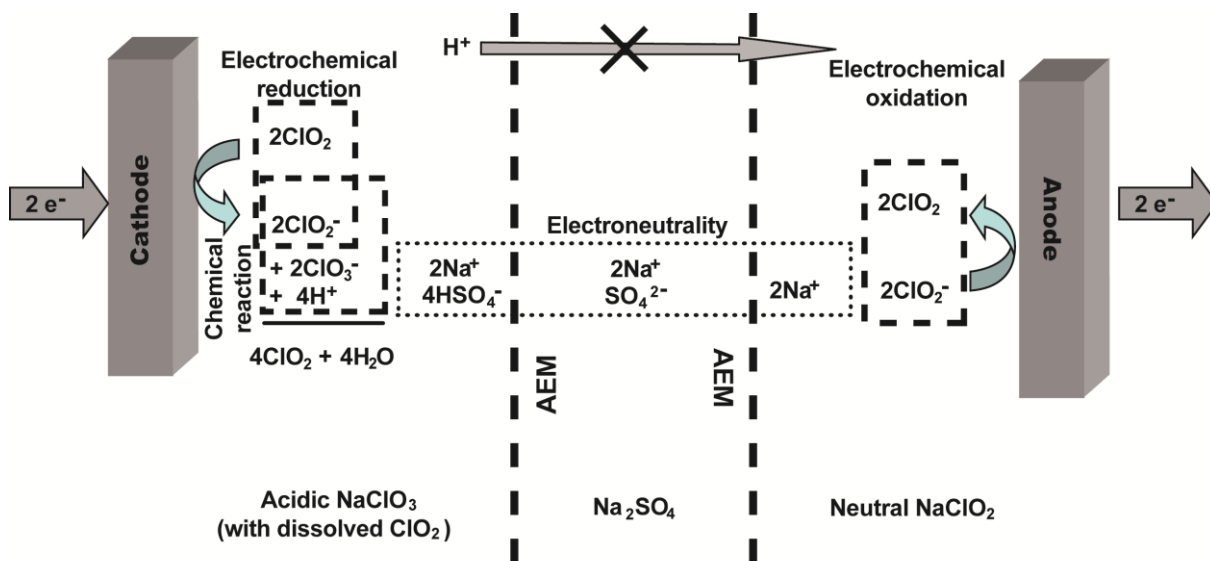 H⁺
Electrochemical
reduction
Electrochemical
oxidation
2 e⁻
Cathode
2ClO₂
2ClO₂⁻
+ 2ClO₃⁻
+ 4H⁺
4ClO₂ + 4H₂O
Chemical
reaction
Electroneutrality
2Na⁺
4HSO₄⁻
2Na⁺
SO₄²⁻
2Na⁺
2ClO₂
2ClO₂⁻
Anode
2 e⁻
AEM
AEM
Acidic NaClO₃
(with dissolved ClO₂)
Na₂SO₄
Neutral NaClO₂